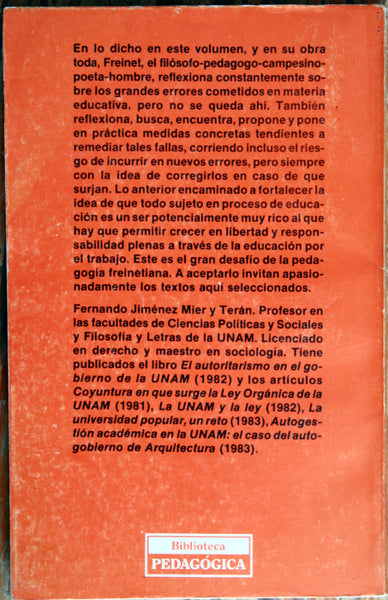 En lo dicho en este volumen, y en su obra
toda, Freinet, el filósofo-pedagogo-campesino-
poeta-hombre, reflexiona constantemente so-
bre los grandes errores cometidos en materia
educativa, pero no se queda ahí. También
reflexiona, busca, encuentra, propone y pone
en práctica medidas concretas tendientes a
remediar tales fallas, corriendo incluso el ries-
go de incurrir en nuevos errores, pero siempre
con la idea de corregirlos en caso de que
surjan. Lo anterior encaminado a fortalecer la
idea de que todo sujeto en proceso de educa-
ción es un ser potencialmente muy rico al que
hay que permitir crecer en libertad y respon-
sabilidad plenas a través de la educación por
el trabajo. Este es el gran desafío de la peda-
gogía freinetiana. A aceptarlo invitan apasio-
nadamente los textos aquí seleccionados.
Fernando Jiménez Mier y Terán. Profesor en
las facultades de Ciencias Políticas y Sociales
y Filosofía y Letras de la UNAM. Licenciado
en derecho y maestro en sociología. Tiene
publicados el libro El autoritarismo en el go-
bierno de la UNAM (1982) y los artículos
Coyuntura en que surge la Ley Orgánica de la
UNAM (1981), La UNAM y la ley (1982), La
universidad popular, un reto (1983), Autoges-
tión académica en la UNAM: el caso del auto-
gobierno de Arquitectura (1983).
Biblioteca
PEDAGÓGICA